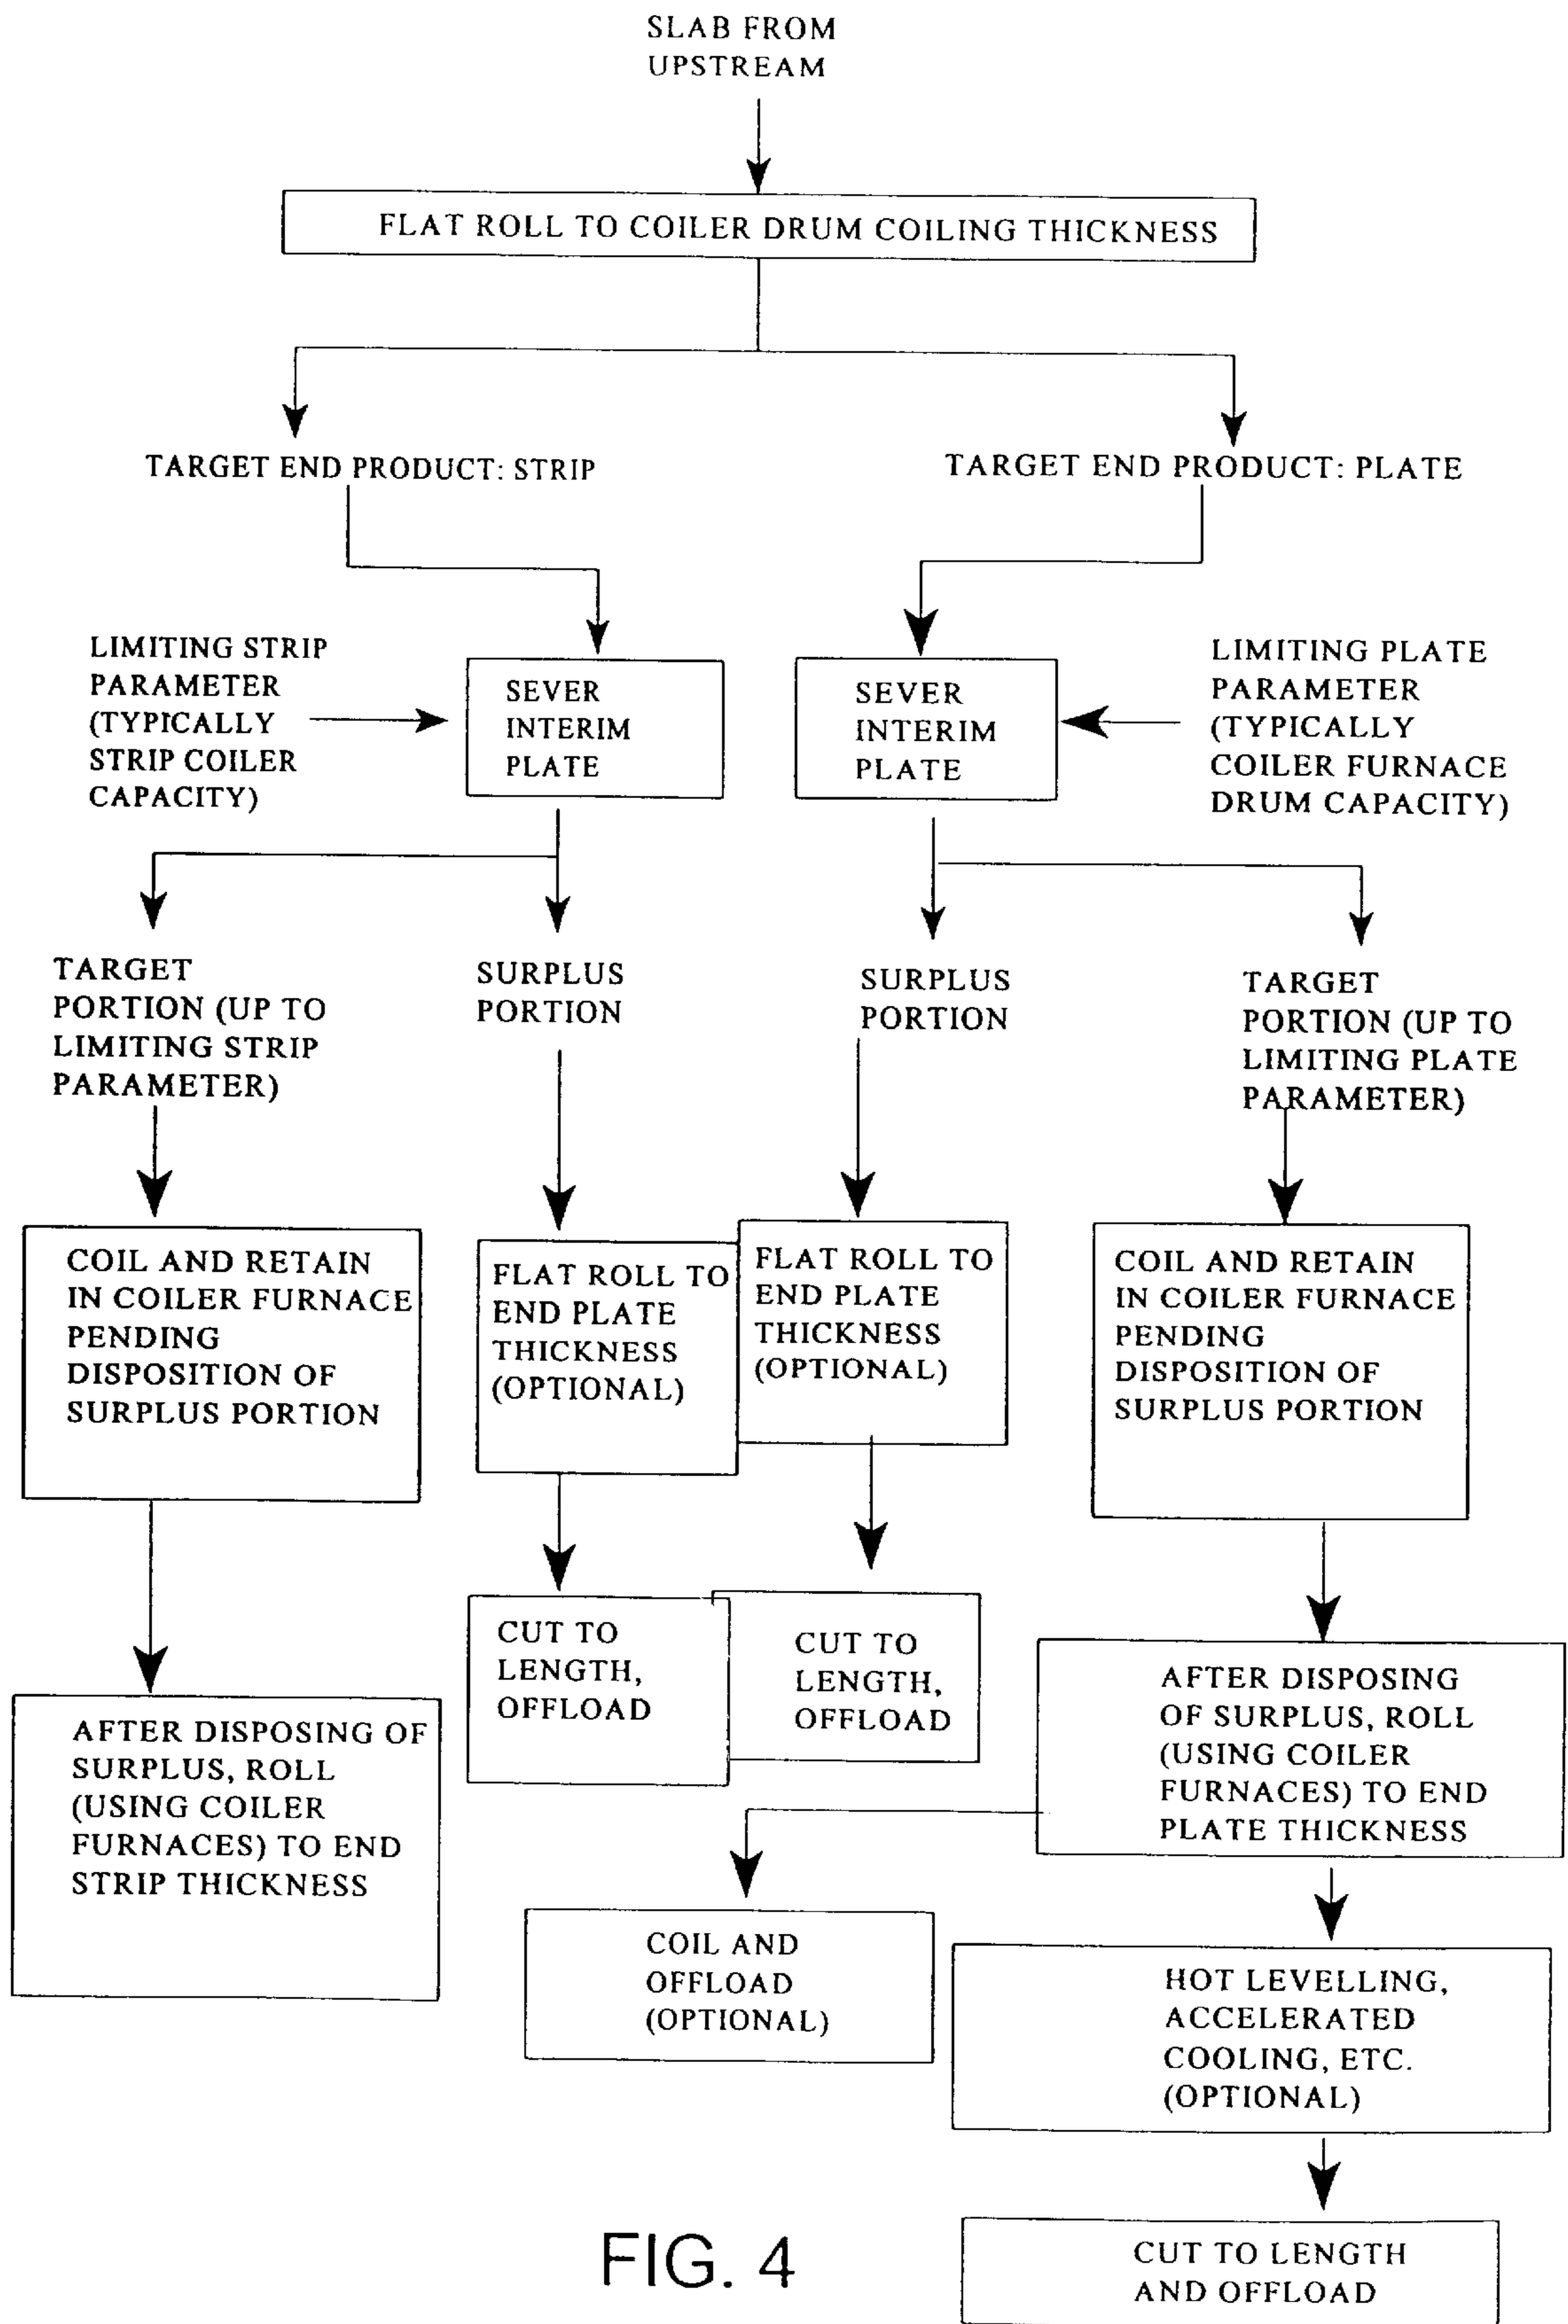 SLAB FROM
UPSTREAM
FLAT ROLL TO COILER DRUM COILING THICKNESS
TARGET END PRODUCT: STRIP
TARGET END PRODUCT: PLATE
LIMITING STRIP
PARAMETER
(TYPICALLY
STRIP COILER
CAPACITY)
SEVER
INTERIM
PLATE
SEVER
INTERIM
PLATE
LIMITING PLATE
PARAMETER
(TYPICALLY
COILER FURNACE
DRUM CAPACITY)
TARGET
PORTION (UP TO
LIMITING STRIP
PARAMETER)
SURPLUS
PORTION
SURPLUS
PORTION
TARGET
PORTION (UP TO
LIMITING PLATE
PARAMETER)
COIL AND RETAIN
IN COILER FURNACE
PENDING
DISPOSITION OF
SURPLUS PORTION
FLAT ROLL TO
END PLATE
THICKNESS
(OPTIONAL)
FLAT ROLL TO
END PLATE
THICKNESS
(OPTIONAL)
COIL AND RETAIN
IN COILER FURNACE
PENDING
DISPOSITION OF
SURPLUS PORTION
AFTER DISPOSING OF
SURPLUS, ROLL
(USING COILER
FURNACES) TO END
STRIP THICKNESS
CUT TO
LENGTH,
OFFLOAD
CUT TO
LENGTH,
OFFLOAD
AFTER DISPOSING
OF SURPLUS, ROLL
(USING COILER
FURNACES) TO END
PLATE THICKNESS
COIL AND
OFFLOAD
(OPTIONAL)
HOT LEVELLING,
ACCELERATED
COOLING, ETC.
(OPTIONAL)
CUT TO LENGTH
AND OFFLOAD
FIG. 4